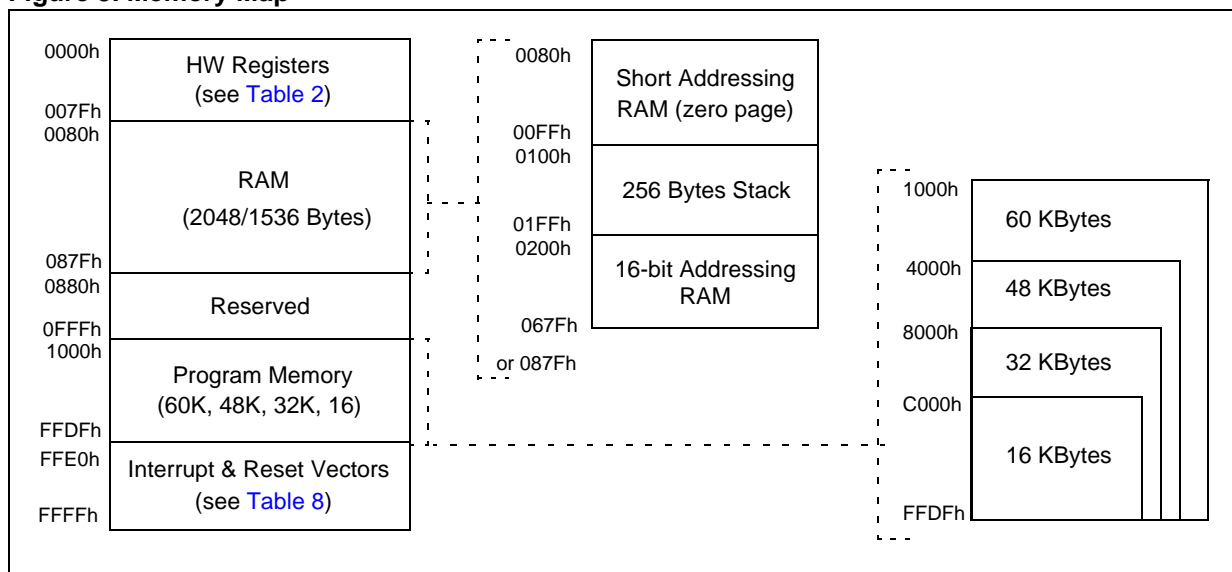 Figure 3. Memory Map
0000h
HW Registers
(see Table 2)
007Fh
0080h
RAM
(2048/1536 Bytes)
087Fh
0880h
Reserved
0FFFh
1000h
Program Memory
(60K, 48K, 32K, 16)
FFDFh
FFE0h
Interrupt & Reset Vectors
(see Table 8)
FFFFh
0080h
Short Addressing
RAM (zero page)
00FFh
0100h
256 Bytes Stack
01FFh
0200h
16-bit Addressing
RAM
067Fh
or 087Fh
1000h
60 KBytes
4000h
48 KBytes
8000h
32 KBytes
C000h
16 KBytes
FFDFh